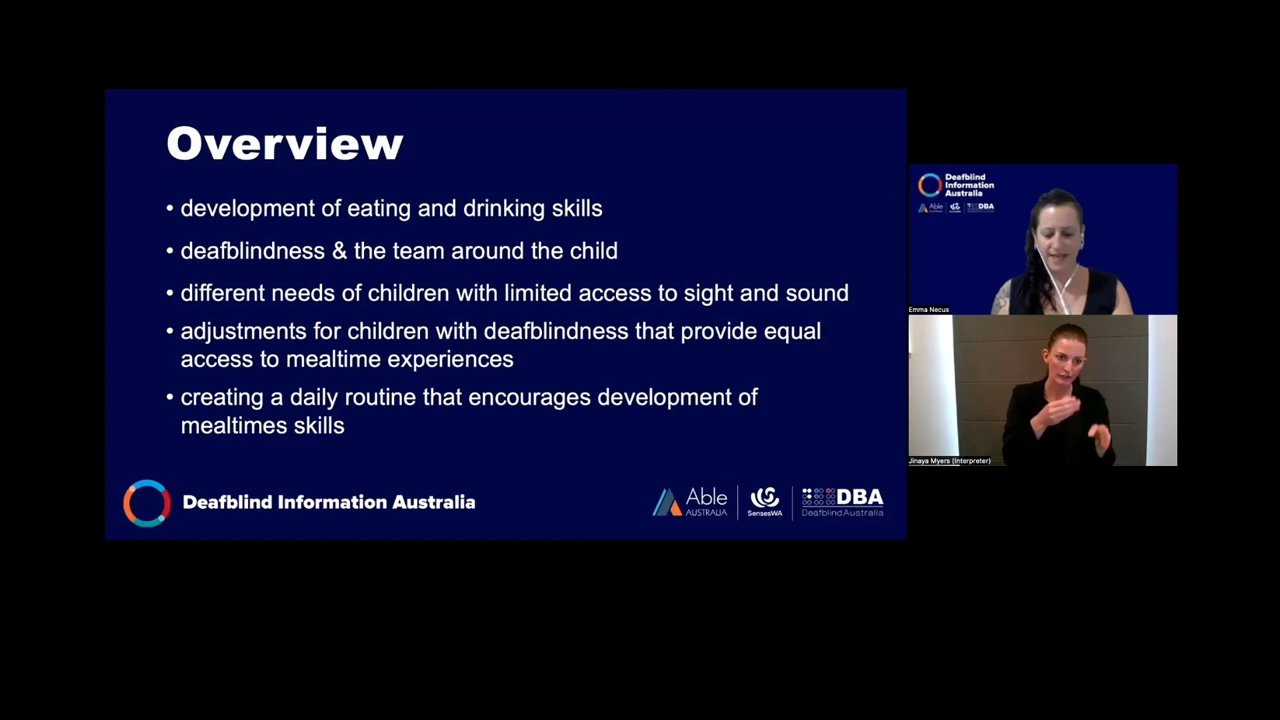 Overview
• development of eating and drinking skills
• deafblindness & the team around the child
• different needs of children with limited access to sight and sound
• adjustments for children with deafblindness that provide equal
access to mealtime experiences
• creating a daily routine that encourages development of
mealtimes skills
Deafblind Information Australia
Able
AUSTRALIA
SensesWA
DBA
DeafblindAustralia
Deafblind
Information
Australia
Able
DBA
Emma Necus
Jinaya Myers (Interpreter)